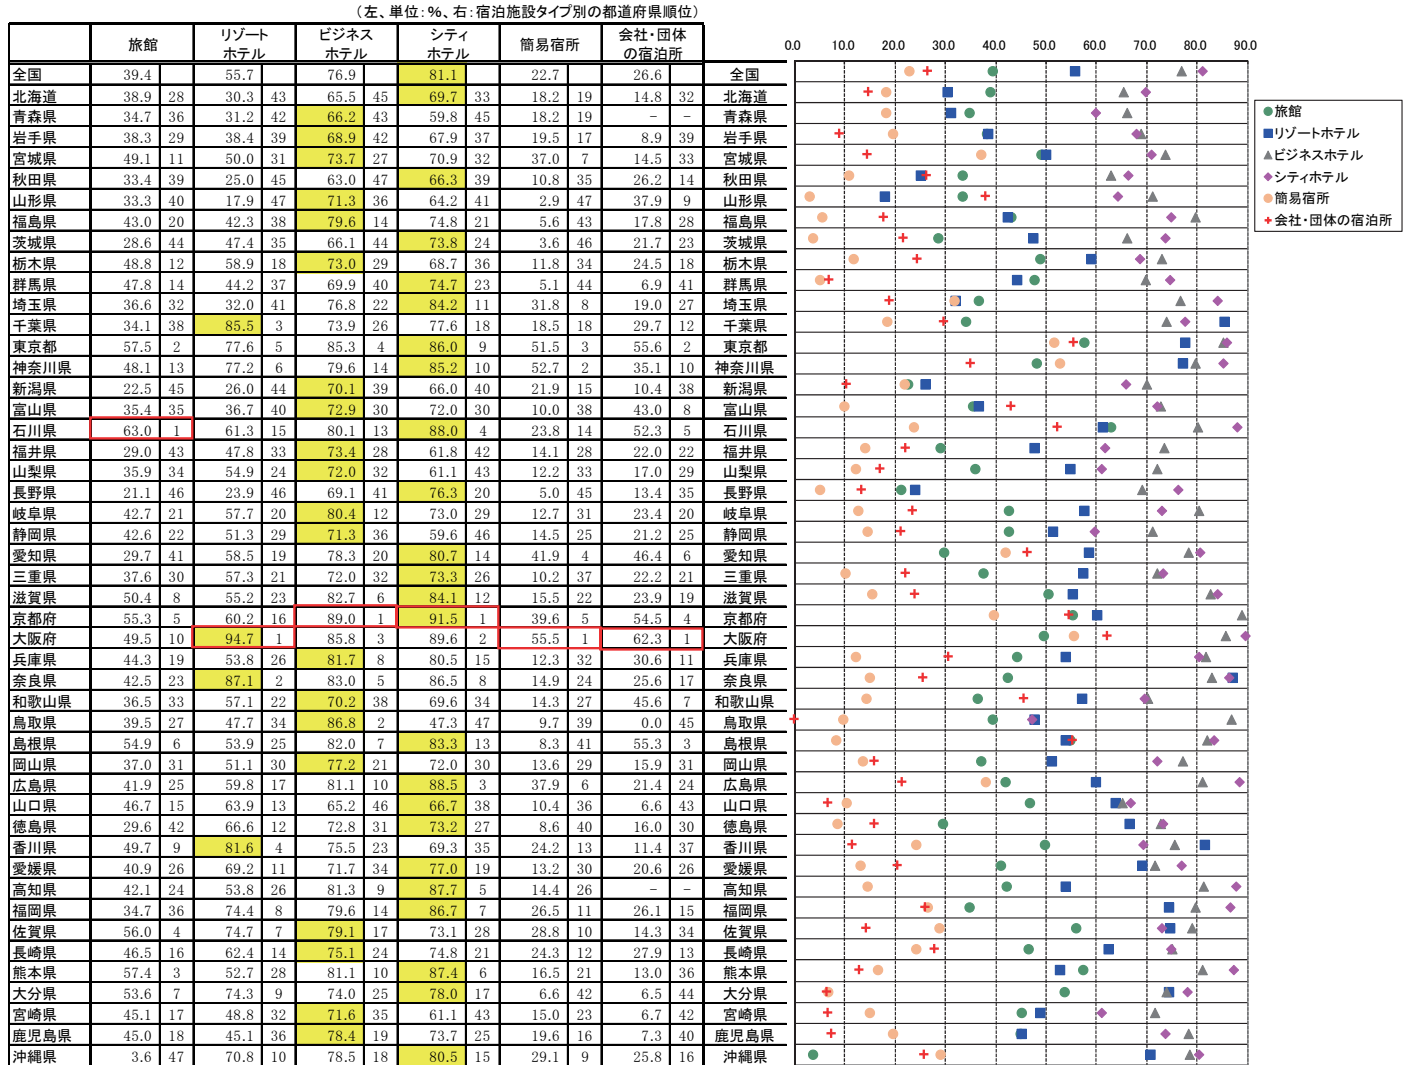 (左、単位:%、右:宿泊施設タイプ別の都道府県順位)
旅館 リゾートホテル ビジネスホテル シティホテル 簡易宿所 会社・団体の宿泊所
0.0 10.0 20.0 30.0 40.0 50.0 60.0 70.0 80.0 90.0
全国 39.4 55.7 76.9 81.1 22.7 26.6 全国
北海道 38.9 28 30.3 43 65.5 45 69.7 33 18.2 19 14.8 32 北海道
青森県 34.7 36 31.2 42 66.2 43 59.8 45 18.2 19 - - 青森県
岩手県 38.3 29 38.4 39 68.9 42 67.9 37 19.5 17 8.9 39 岩手県
宮城県 49.1 11 50.0 31 73.7 27 70.9 32 37.0 7 14.5 33 宮城県
秋田県 33.4 39 25.0 45 63.0 47 66.3 39 10.8 35 26.2 14 秋田県
山形県 33.3 40 17.9 47 71.3 36 64.2 41 2.9 47 37.9 9 山形県
福島県 43.0 20 42.3 38 79.6 14 74.8 21 5.6 43 17.8 28 福島県
茨城県 28.6 44 47.4 35 66.1 44 73.8 24 3.6 46 21.7 23 茨城県
栃木県 48.8 12 58.9 18 73.0 29 68.7 36 11.8 34 24.5 18 栃木県
群馬県 47.8 14 44.2 37 69.9 40 74.7 23 5.1 44 6.9 41 群馬県
埼玉県 36.6 32 32.0 41 76.8 22 84.2 11 31.8 8 19.0 27 埼玉県
千葉県 34.1 38 85.5 3 73.9 26 77.6 18 18.5 18 29.7 12 千葉県
東京都 57.5 2 77.6 5 85.3 4 86.0 9 51.5 3 55.6 2 東京都
神奈川県 48.1 13 77.2 6 79.6 14 85.2 10 52.7 2 35.1 10 神奈川県
新潟県 22.5 45 26.0 44 70.1 39 66.0 40 21.9 15 10.4 38 新潟県
富山県 35.4 35 36.7 40 72.9 30 72.0 30 10.0 38 43.0 8 富山県
石川県 63.0 1 61.3 15 80.1 13 88.0 4 23.8 14 52.3 5 石川県
福井県 29.0 43 47.8 33 73.4 28 61.8 42 14.1 28 22.0 22 福井県
山梨県 35.9 34 54.9 24 72.0 32 61.1 43 12.2 33 17.0 29 山梨県
長野県 21.1 46 23.9 46 69.1 41 76.3 20 5.0 45 13.4 35 長野県
岐阜県 42.7 21 57.7 20 80.4 12 73.0 29 12.7 31 23.4 20 岐阜県
静岡県 42.6 22 51.3 29 71.3 36 59.6 46 14.5 25 21.2 25 静岡県
愛知県 29.7 41 58.5 19 78.3 20 80.7 14 41.9 4 46.4 6 愛知県
三重県 37.6 30 57.3 21 72.0 32 73.3 26 10.2 37 22.2 21 三重県
滋賀県 50.4 8 55.2 23 82.7 6 84.1 12 15.5 22 23.9 19 滋賀県
京都府 55.3 5 60.2 16 89.0 1 91.5 1 39.6 5 54.5 4 京都府
大阪府 49.5 10 94.7 1 85.8 3 89.6 2 55.5 1 62.3 1 大阪府
兵庫県 44.3 19 53.8 26 81.7 8 80.5 15 12.3 32 30.6 11 兵庫県
奈良県 42.5 23 87.1 2 83.0 5 86.5 8 14.9 24 25.6 17 奈良県
和歌山県 36.5 33 57.1 22 70.2 38 69.6 34 14.3 27 45.6 7 和歌山県
鳥取県 39.5 27 47.7 34 86.8 2 47.3 47 9.7 39 0.0 45 鳥取県
島根県 54.9 6 53.9 25 82.0 7 83.3 13 8.3 41 55.3 3 島根県
岡山県 37.0 31 51.1 30 77.2 21 72.0 30 13.6 29 15.9 31 岡山県
広島県 41.9 25 59.8 17 81.1 10 88.5 3 37.9 6 21.4 24 広島県
山口県 46.7 15 63.9 13 65.2 46 66.7 38 10.4 36 6.6 43 山口県
徳島県 29.6 42 66.6 12 72.8 31 73.2 27 8.6 40 16.0 30 徳島県
香川県 49.7 9 81.6 4 75.5 23 69.3 35 24.2 13 11.4 37 香川県
愛媛県 40.9 26 69.2 11 71.7 34 77.0 19 13.2 30 20.6 26 愛媛県
高知県 42.1 24 53.8 26 81.3 9 87.7 5 14.4 26 - - 高知県
福岡県 34.7 36 74.4 8 79.6 14 86.7 7 26.5 11 26.1 15 福岡県
佐賀県 56.0 4 74.7 7 79.1 17 73.1 28 28.8 10 14.3 34 佐賀県
長崎県 46.5 16 62.4 14 75.1 24 74.8 21 24.3 12 27.9 13 長崎県
熊本県 57.4 3 52.7 28 81.1 10 87.4 6 16.5 21 13.0 36 熊本県
大分県 53.6 7 74.3 9 74.0 25 78.0 17 6.6 42 6.5 44 大分県
宮崎県 45.1 17 48.8 32 71.6 35 61.1 43 15.0 23 6.7 42 宮崎県
鹿児島県 45.0 18 45.1 36 78.4 19 73.7 25 19.6 16 7.3 40 鹿児島県
沖縄県 3.6 47 70.8 10 78.5 18 80.5 15 29.1 9 25.8 16 沖縄県
旅館
リゾートホテル
ビジネスホテル
シティホテル
簡易宿所
会社・団体の宿泊所